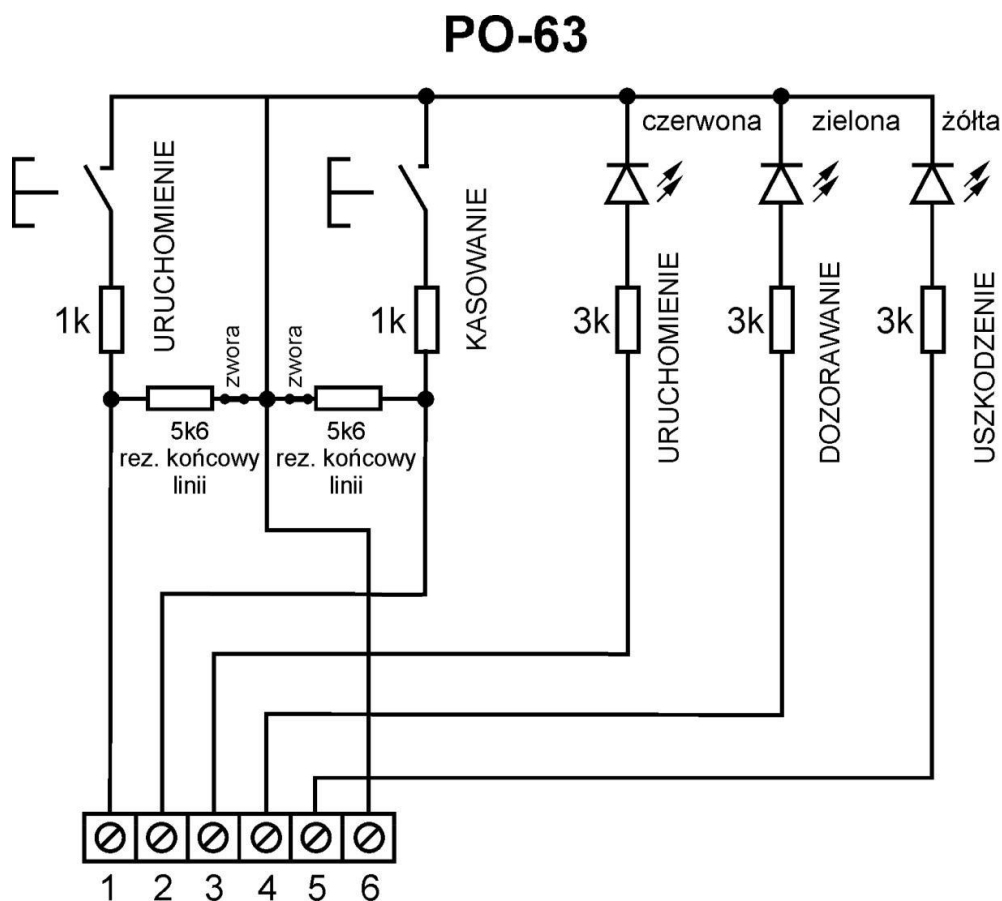 PO-63
czerwona
zielona
żółta
URUCHOMIENIE
KASOWANIE
1k
1k
3k
3k
3k
URUCHOMIENIE
DOZORAWANIE
USZKODZENIE
zwora
zwora
5k6
rez. końcowy
linii
5k6
rez. końcowy
linii
1 2 3 4 5 6